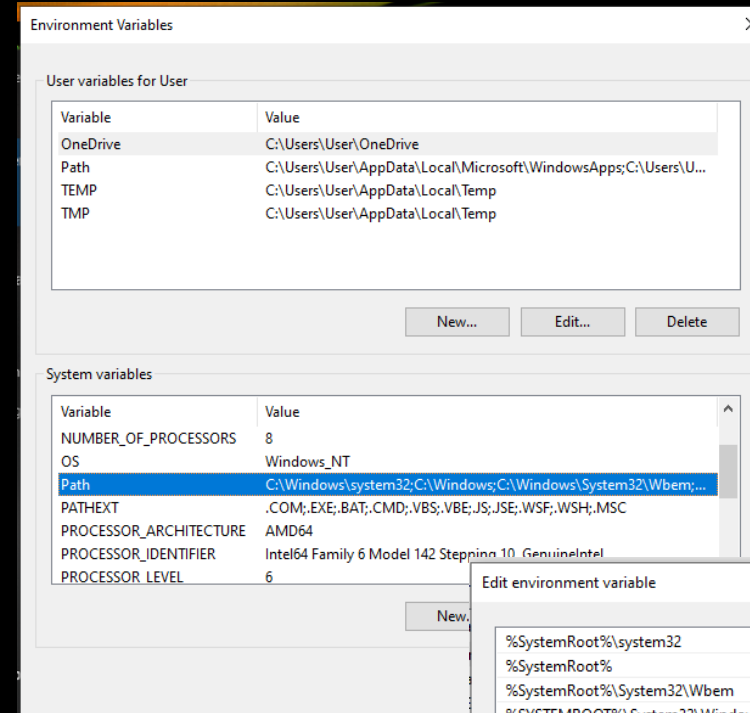 Environment Variables
User variables for User
Variable Value
OneDrive C:\Users\User\OneDrive
Path C:\Users\User\AppData\Local\Microsoft\WindowsApps;C:\Users\U...
TEMP C:\Users\User\AppData\Local\Temp
TMP C:\Users\User\AppData\Local\Temp
New... Edit... Delete
System variables
Variable Value
NUMBER_OF_PROCESSORS 8
OS Windows_NT
Path C:\Windows\system32;C:\Windows;C:\Windows\System32\Wbem;...
PATHEXT .COM;.EXE;.BAT;.CMD;.VBS;.VBE;.JS;.JSE;.WSF;.WSH;.MSC
PROCESSOR_ARCHITECTURE AMD64
PROCESSOR_IDENTIFIER Intel64 Family 6 Model 142 Stepping 10, GenuineIntel
PROCESSOR_LEVEL 6
New.
Edit environment variable
%SystemRoot%\system32
%SystemRoot%
%SystemRoot%\System32\Wbem